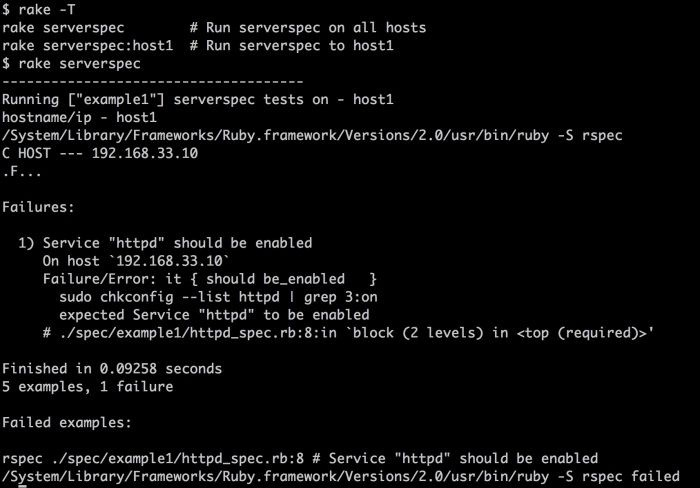 $ rake -T
rake serverspec        # Run serverspec on all hosts
rake serverspec:host1  # Run serverspec to host1
$ rake serverspec
-------------------------------------
Running ["example1"] serverspec tests on - host1
hostname/ip - host1
/System/Library/Frameworks/Ruby.framework/Versions/2.0/usr/bin/ruby -S rspec
C HOST --- 192.168.33.10
.F...

Failures:

  1) Service "httpd" should be enabled
     On host `192.168.33.10`
     Failure/Error: it { should be_enabled   }
       sudo chkconfig --list httpd | grep 3:on
       expected Service "httpd" to be enabled
     # ./spec/example1/httpd_spec.rb:8:in `block (2 levels) in <top (required)>'

Finished in 0.09258 seconds
5 examples, 1 failure

Failed examples:

rspec ./spec/example1/httpd_spec.rb:8 # Service "httpd" should be enabled
/System/Library/Frameworks/Ruby.framework/Versions/2.0/usr/bin/ruby -S rspec failed